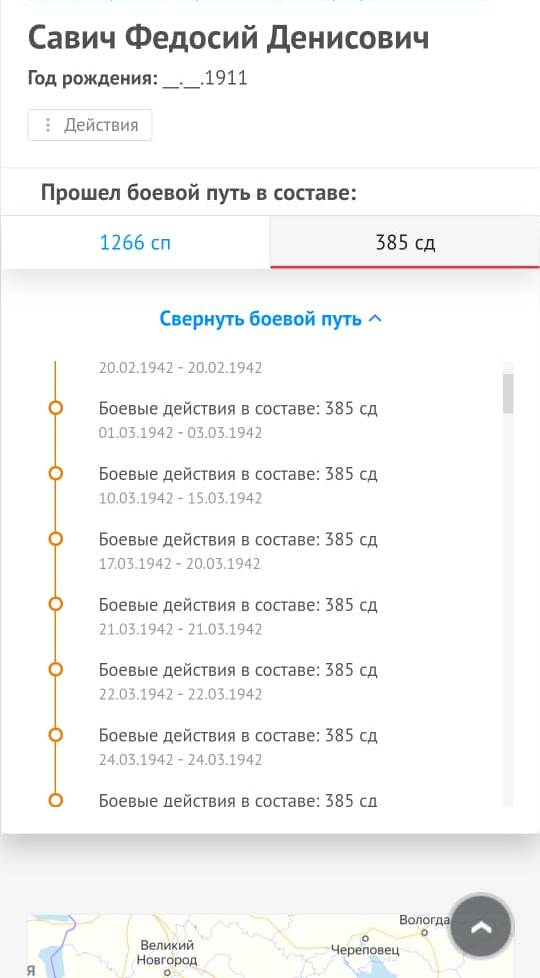 Савич Федосий Денисович
Год рождения: __.__.1911
Действия
Прошел боевой путь в составе:
1266 сп
385 сд
Свернуть боевой путь
20.02.1942 - 20.02.1942
Боевые действия в составе: 385 сд
01.03.1942 - 03.03.1942
Боевые действия в составе: 385 сд
10.03.1942 - 15.03.1942
Боевые действия в составе: 385 сд
17.03.1942 - 20.03.1942
Боевые действия в составе: 385 сд
21.03.1942 - 21.03.1942
Боевые действия в составе: 385 сд
22.03.1942 - 22.03.1942
Боевые действия в составе: 385 сд
24.03.1942 - 24.03.1942
Боевые действия в составе: 385 сд
Вологда
Великий
Новгород
Череповец
я